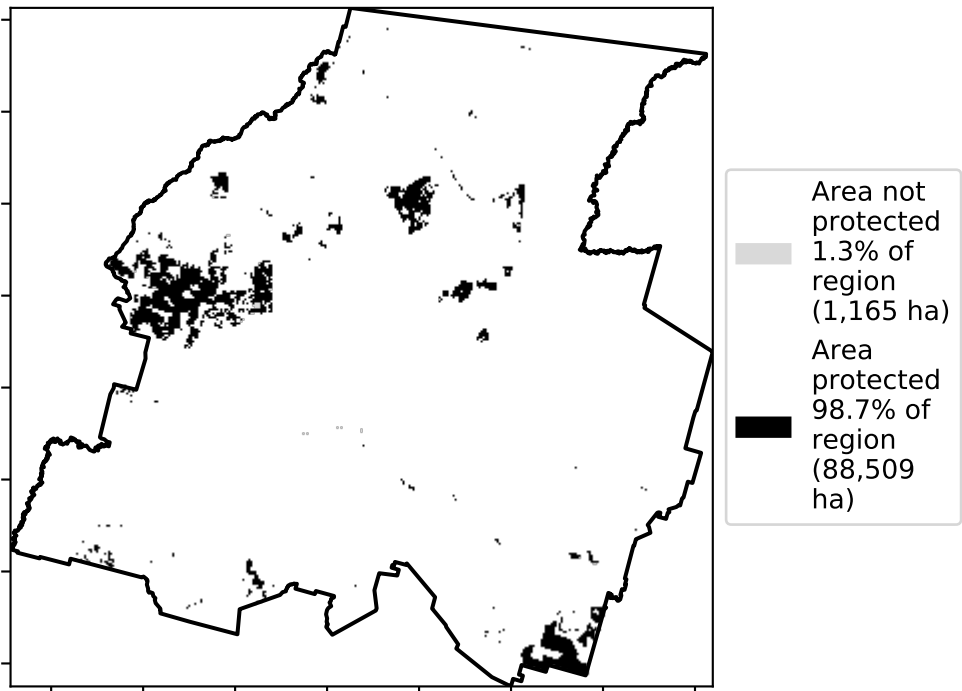 Area not
protected
1.3% of
region
(1,165 ha)
Area
protected
98.7% of
region
(88,509
ha)